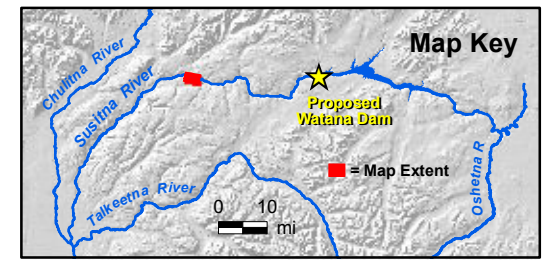 Map Key
Chulitna River
Susitna River
Proposed
Watana Dam
= Map Extent
Talkeetna River
Oshetna R
0 10
mi